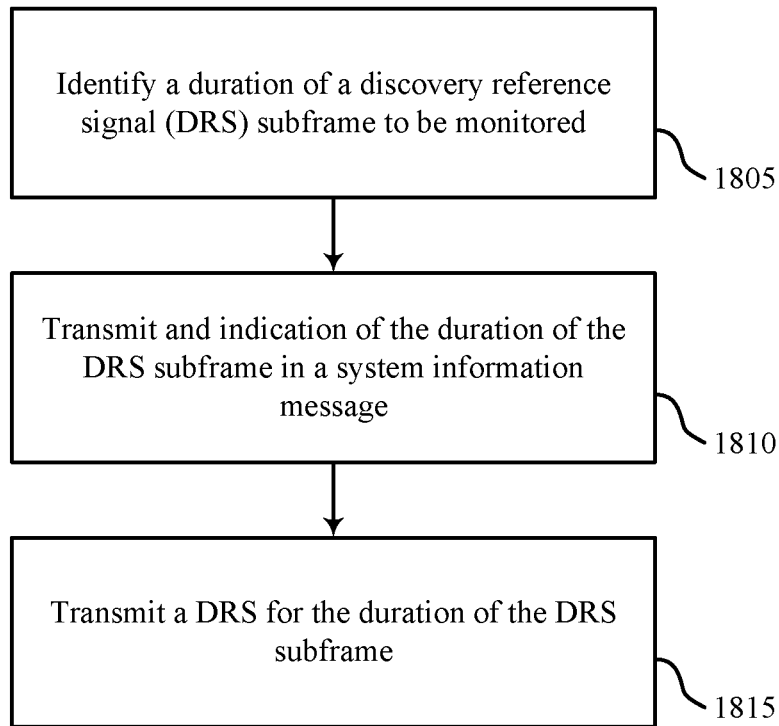 Identify a duration of a discovery reference
signal (DRS) subframe to be monitored
1805
Transmit and indication of the duration of the
DRS subframe in a system information
message
1810
Transmit a DRS for the duration of the DRS
subframe
1815